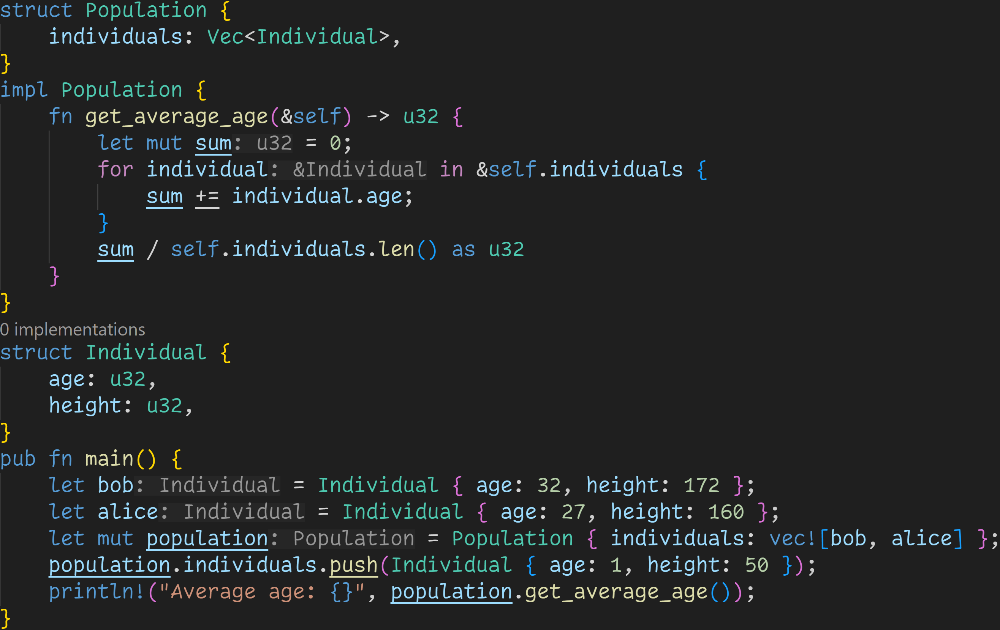 struct Population {
    individuals: Vec<Individual>,
}
impl Population {
    fn get_average_age(&self) -> u32 {
        let mut sum: u32 = 0;
        for individual: &Individual in &self.individuals {
            sum += individual.age;
        }
        sum / self.individuals.len() as u32
    }
}
0 implementations
struct Individual {
    age: u32,
    height: u32,
}
pub fn main() {
    let bob: Individual = Individual { age: 32, height: 172 };
    let alice: Individual = Individual { age: 27, height: 160 };
    let mut population: Population = Population { individuals: vec![bob, alice] };
    population.individuals.push(Individual { age: 1, height: 50 });
    println!("Average age: {}", population.get_average_age());
}